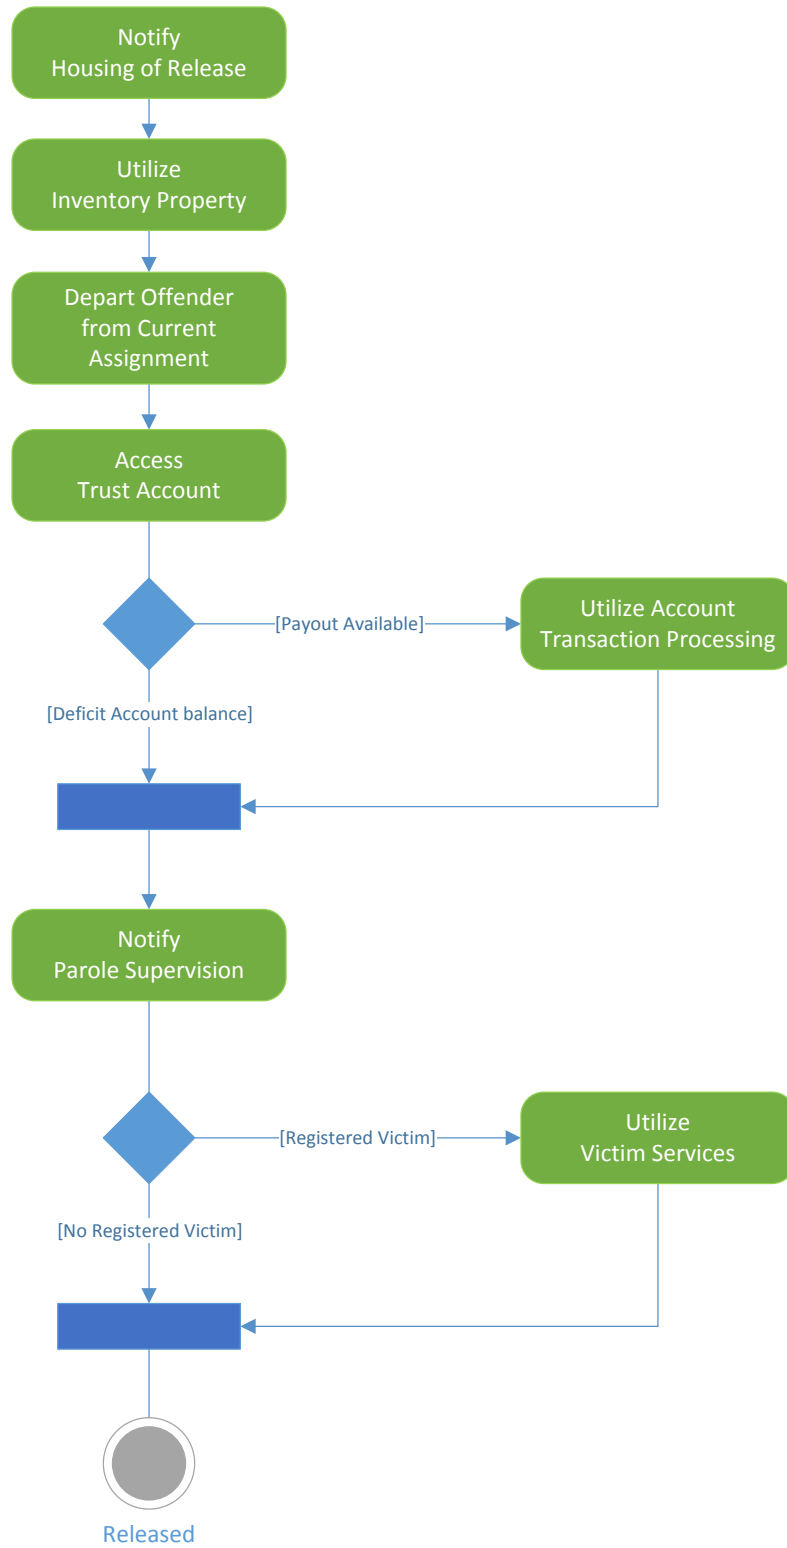 Notify
Housing of Release
Utilize
Inventory Property
Depart Offender
from Current
Assignment
Access
Trust Account
[Payout Available]
Utilize Account
Transaction Processing
[Deficit Account balance]
Notify
Parole Supervision
[Registered Victim]
Utilize
Victim Services
[No Registered Victim]
Released